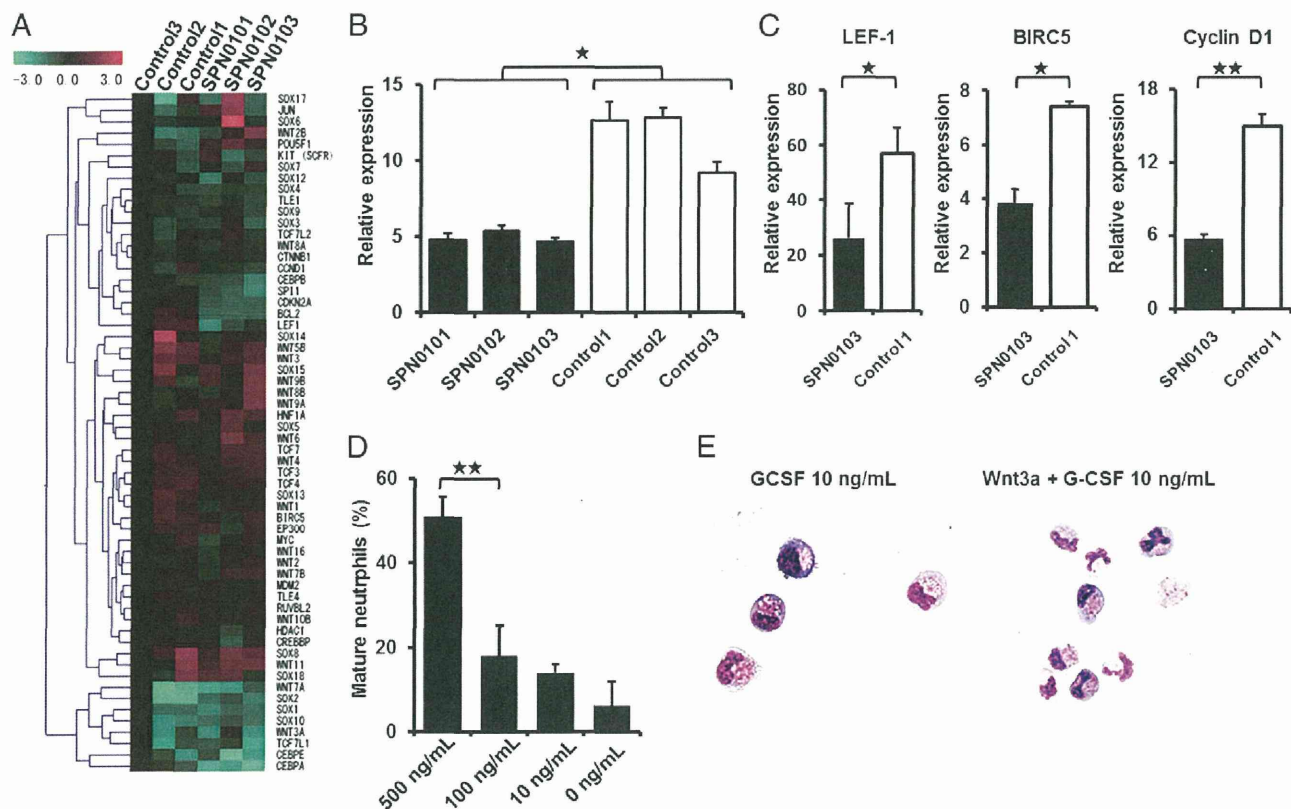 A
-3.0 0.0 3.0
Control3
Control2
Control1
SPN0101
SPN0102
SPN0103
SOX17
JUN
SOX6
WNT2B
POU5F1
KIT (SCFR)
SOX7
SOX12
SOX4
TLE1
SOX9
SOX3
TCF7L2
WNT8A
CTNNB1
CCND1
CEBPB
SPI1
CDKN2A
BCL2
LEF1
SOX14
WNT5B
WNT3
SOX15
WNT9B
WNT8B
WNT9A
HNF1A
SOX5
WNT6
TCF7
WNT4
TCF3
TCF4
SOX13
WNT1
BIRC5
EP300
MYC
WNT16
WNT2
WNT7B
MDM2
TLE4
RUVBL2
WNT10B
HDAC1
CREBBP
SOX8
WNT11
SOX18
WNT7A
SOX2
SOX1
SOX10
WNT3A
TCF7L1
CEBPE
CEBPA
B
★
Relative expression
15
10
5
0
SPN0101
SPN0102
SPN0103
Control1
Control2
Control3
C
LEF-1
★
Relative expression
80
60
40
20
0
SPN0103
Control 1
BIRC5
★
Relative expression
8
6
4
2
0
SPN0103
Control 1
Cyclin D1
★★
Relative expression
18
12
6
0
SPN0103
Control 1
D
★★
Mature neutrphils (%)
60
40
20
0
500 ng/mL
100 ng/mL
10 ng/mL
0 ng/mL
E
GCSF 10 ng/mL
Wnt3a + G-CSF 10 ng/mL